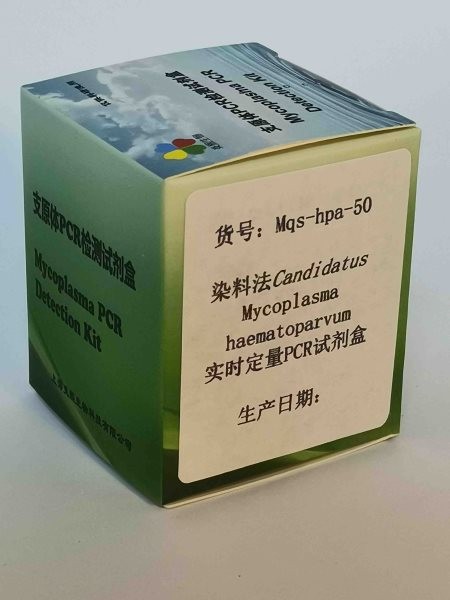 支原体PCR检测试剂盒
Mycoplasma PCR
Detection Kit
货号：Mqs-hpa-50
染料法Candidatus
Mycoplasma
haematoparvum
实时定量PCR试剂盒
生产日期：
支原体PCR检测试剂盒
Mycoplasma PCR
Detection Kit